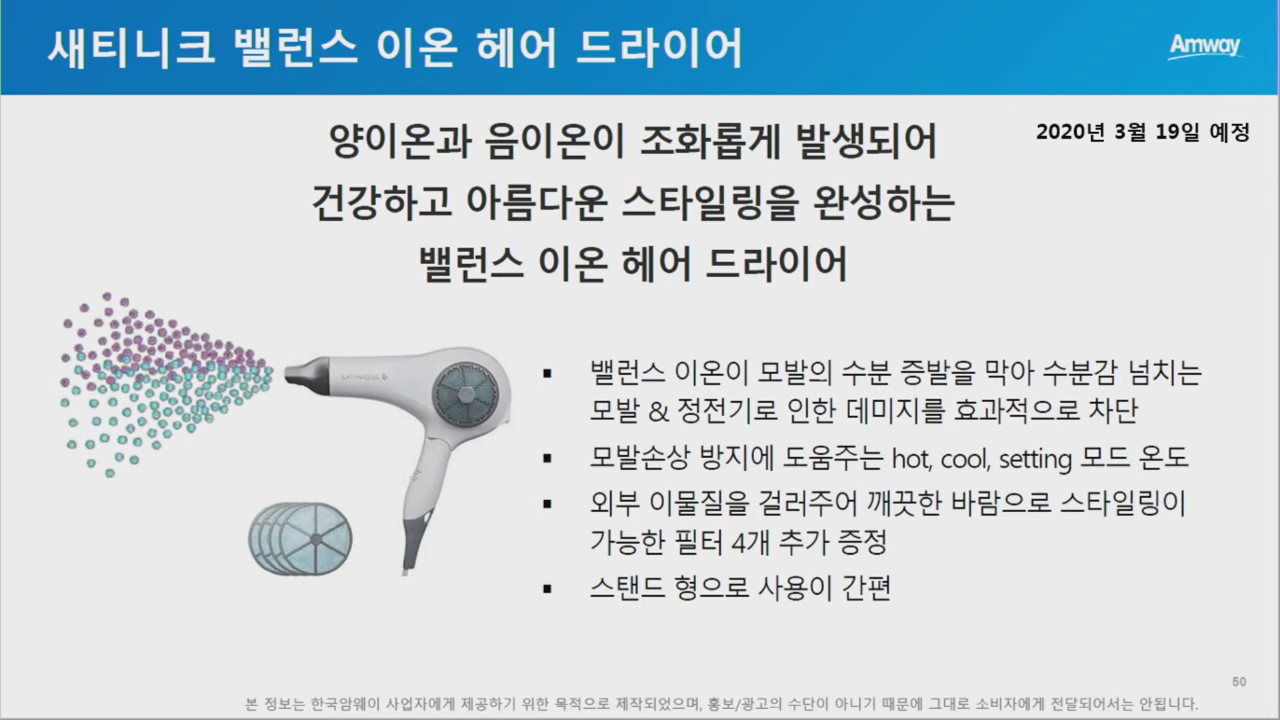 새티니크 밸런스 이온 헤어 드라이어
Amway
2020년 3월 19일 예정
양이온과 음이온이 조화롭게 발생되어
건강하고 아름다운 스타일링을 완성하는
밸런스 이온 헤어 드라이어
SATINIQUE
▪ 밸런스 이온이 모발의 수분 증발을 막아 수분감 넘치는
모발 & 정전기로 인한 데미지를 효과적으로 차단
▪ 모발손상 방지에 도움주는 hot, cool, setting 모드 온도
▪ 외부 이물질을 걸러주어 깨끗한 바람으로 스타일링이
가능한 필터 4개 추가 증정
▪ 스탠드 형으로 사용이 간편
50
본 정보는 한국암웨이 사업자에게 제공하기 위한 목적으로 제작되었으며, 홍보/광고의 수단이 아니기 때문에 그대로 소비자에게 전달되어서는 안됩니다.